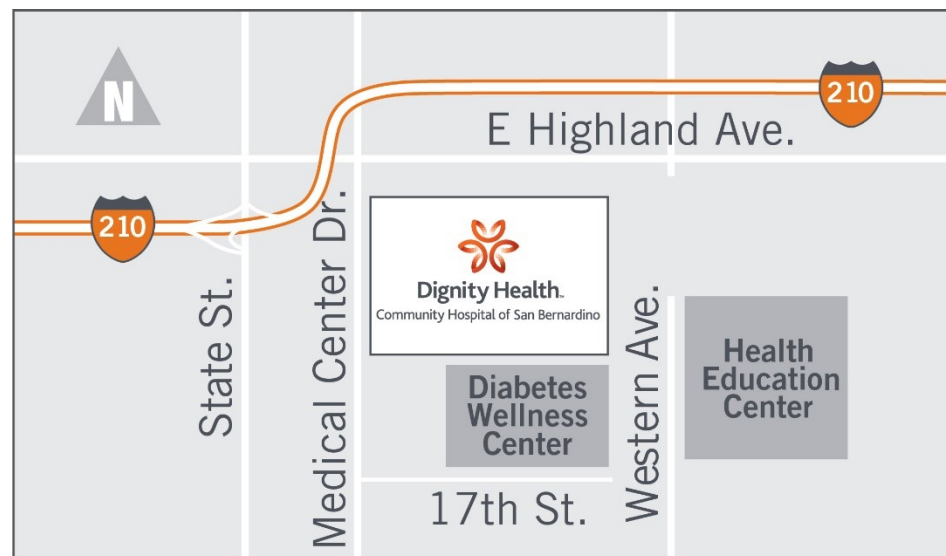 N
210
E Highland Ave.
210
State St.
Medical Center Dr.
Dignity Health™
Community Hospital of San Bernardino
Western Ave.
Health
Education
Center
Diabetes
Wellness
Center
17th St.